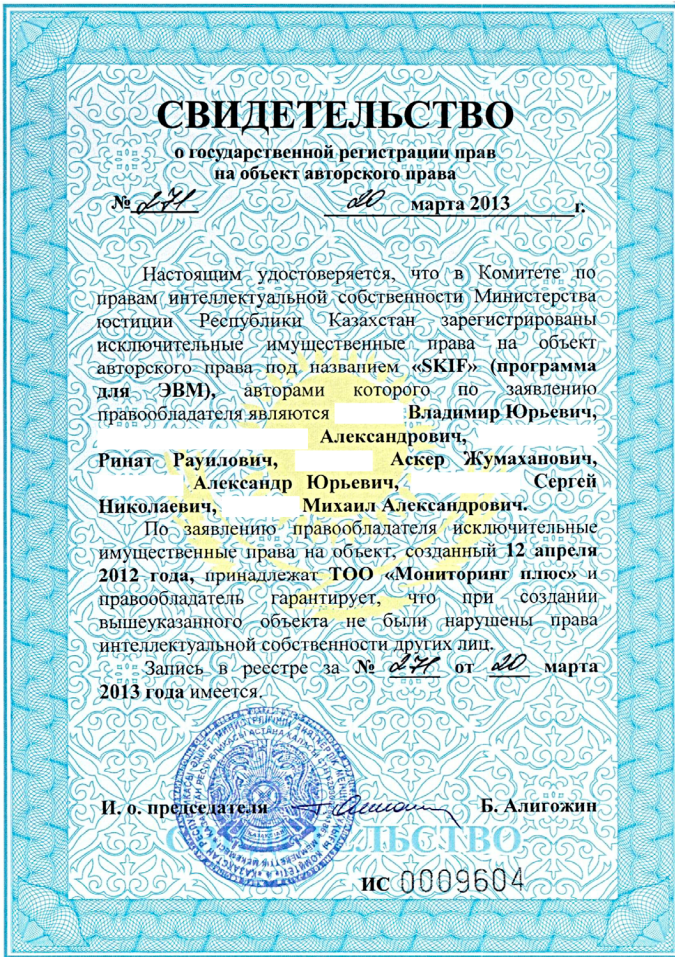 СВИДЕТЕЛЬСТВО
о государственной регистрации прав
на объект авторского права
№ 271 20 марта 2013 г.
Настоящим удостоверяется, что в Комитете по
правам интеллектуальной собственности Министерства
юстиции Республики Казахстан зарегистрированы
исключительные имущественные права на объект
авторского права под названием «SKIF» (программа
для ЭВМ), авторами которого по заявлению
правообладателя являются Владимир Юрьевич,
Александрович,
Ринат Рауилович, Аскер Жумаханович,
Александр Юрьевич, Сергей
Николаевич, Михаил Александрович.
По заявлению правообладателя исключительные
имущественные права на объект, созданный 12 апреля
2012 года, принадлежат ТОО «Мониторинг плюс» и
правообладатель гарантирует, что при создании
вышеуказанного объекта не были нарушены права
интеллектуальной собственности других лиц.
Запись в реестре за № 271 от 20 марта
2013 года имеется.
И. о. председателя Б. Алигожин
СВИДЕТЕЛЬСТВО
ИС 0009604